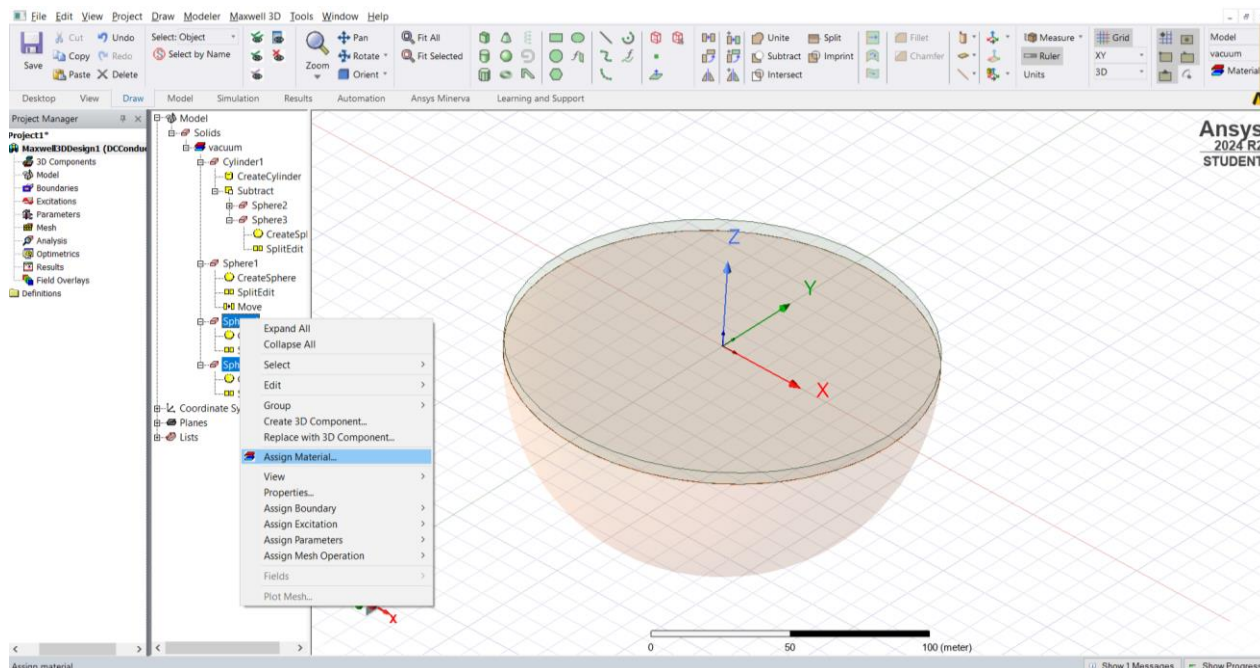 File Edit View Project Draw Modeler Maxwell 3D Tools Window Help
Save
Cut
Copy
Paste
Undo
Redo
Delete
Select: Object
Select by Name
Zoom
Pan
Rotate
Orient
Fit All
Fit Selected
Unite
Subtract
Intersect
Split
Imprint
Fillet
Chamfer
Measure
Ruler
Units
Grid
XY
3D
Model
vacuum
Material
Desktop View Draw Model Simulation Results Automation Ansys Minerva Learning and Support
Project Manager
Project1*
Maxwell3DDesign1 (DCCondu
3D Components
Model
Boundaries
Excitations
Parameters
Mesh
Analysis
Optimetrics
Results
Field Overlays
Definitions
Model
Solids
vacuum
Cylinder1
CreateCylinder
Subtract
Sphere2
Sphere3
CreateSpl
SplitEdit
Sphere1
CreateSphere
SplitEdit
Move
Sph
Sph
Coordinate Sy
Planes
Lists
Expand All
Collapse All
Select
Edit
Group
Create 3D Component...
Replace with 3D Component...
Assign Material...
View
Properties...
Assign Boundary
Assign Excitation
Assign Parameters
Assign Mesh Operation
Fields
Plot Mesh...
Ansys
2024 R2
STUDENT
Z
Y
X
X
0 50 100 (meter)
Assign material
Show 1 Messages
Show Progres